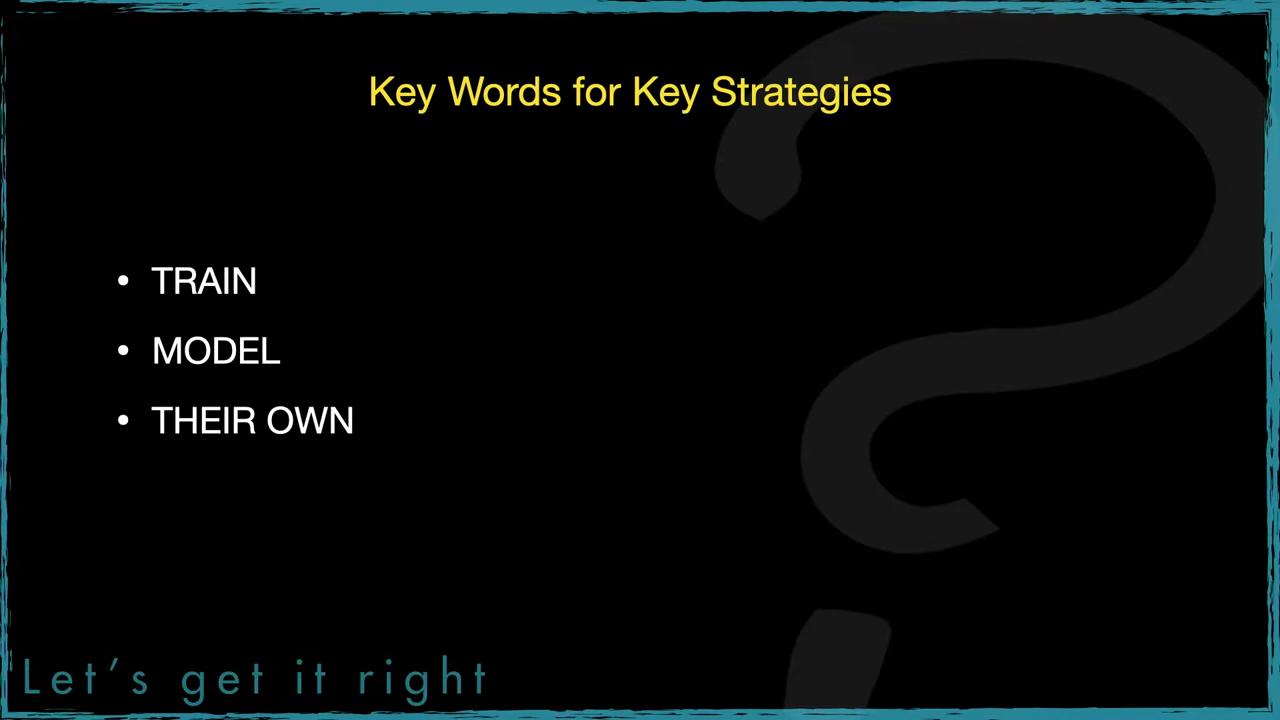 Key Words for Key Strategies
• TRAIN
• MODEL
• THEIR OWN
Let's get it right